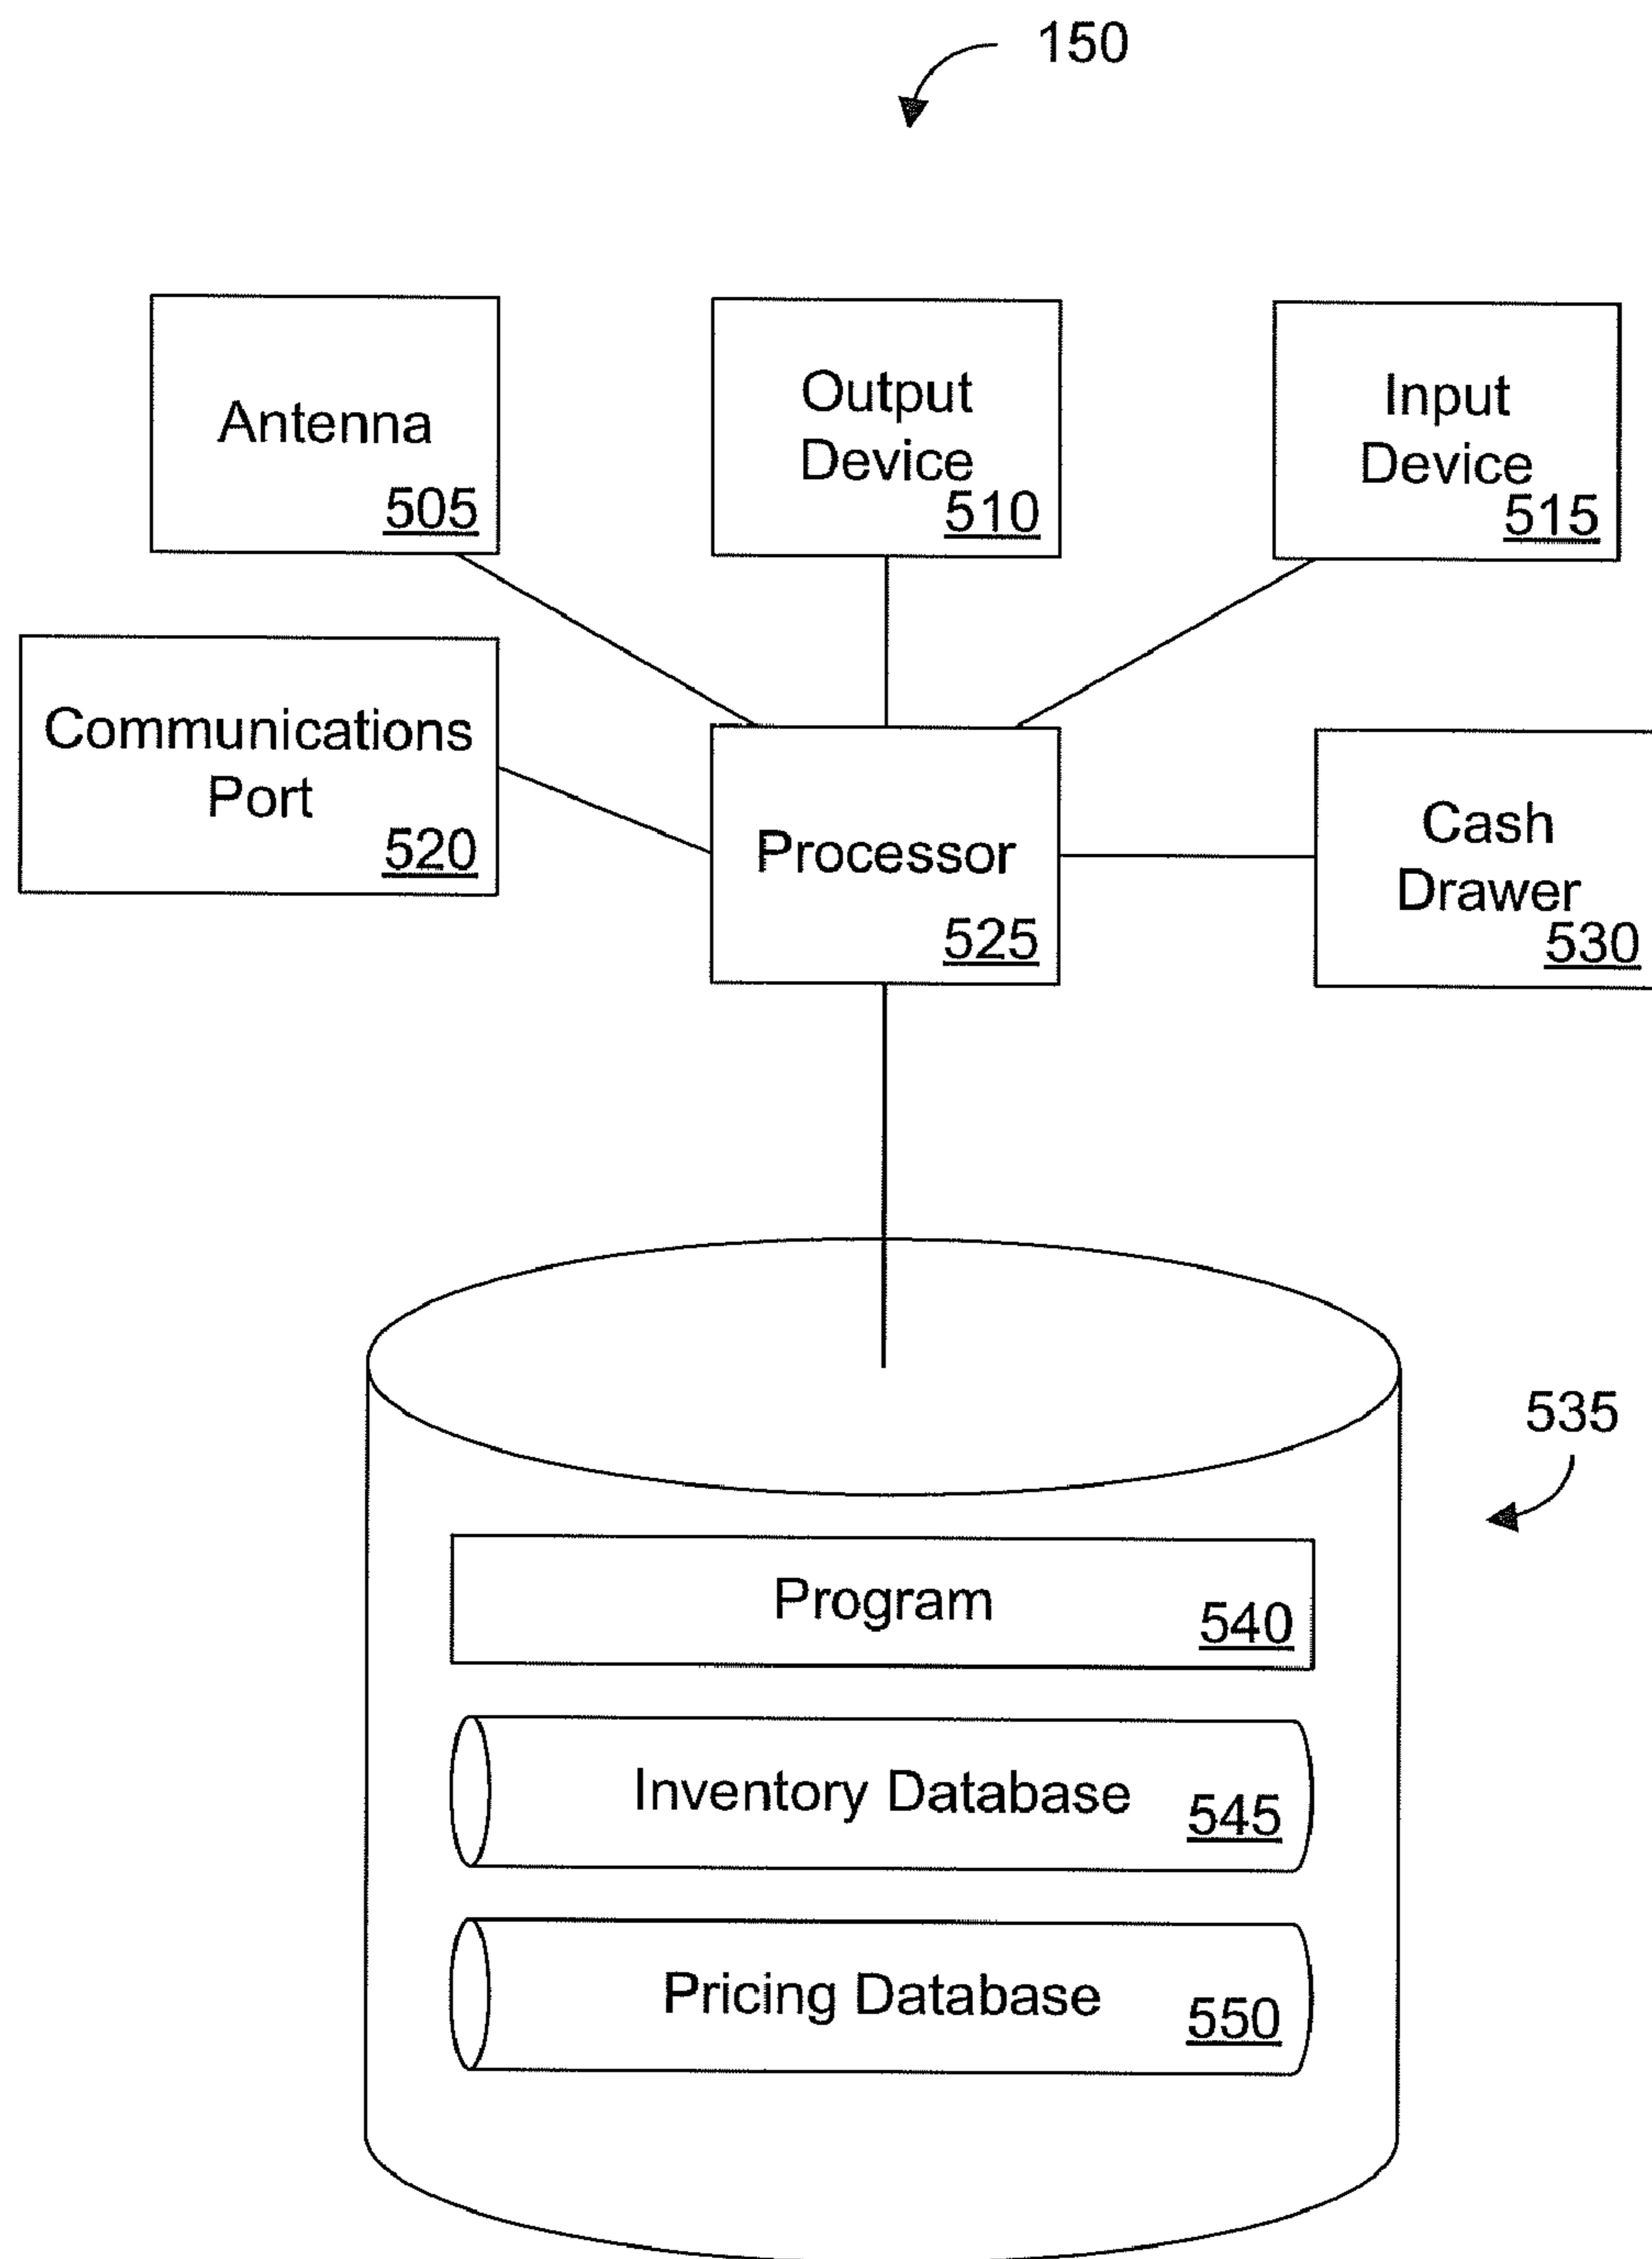 150
Antenna
505
Output
Device
510
Input
Device
515
Communications
Port
520
Processor
525
Cash
Drawer
530
535
Program
540
Inventory Database
545
Pricing Database
550